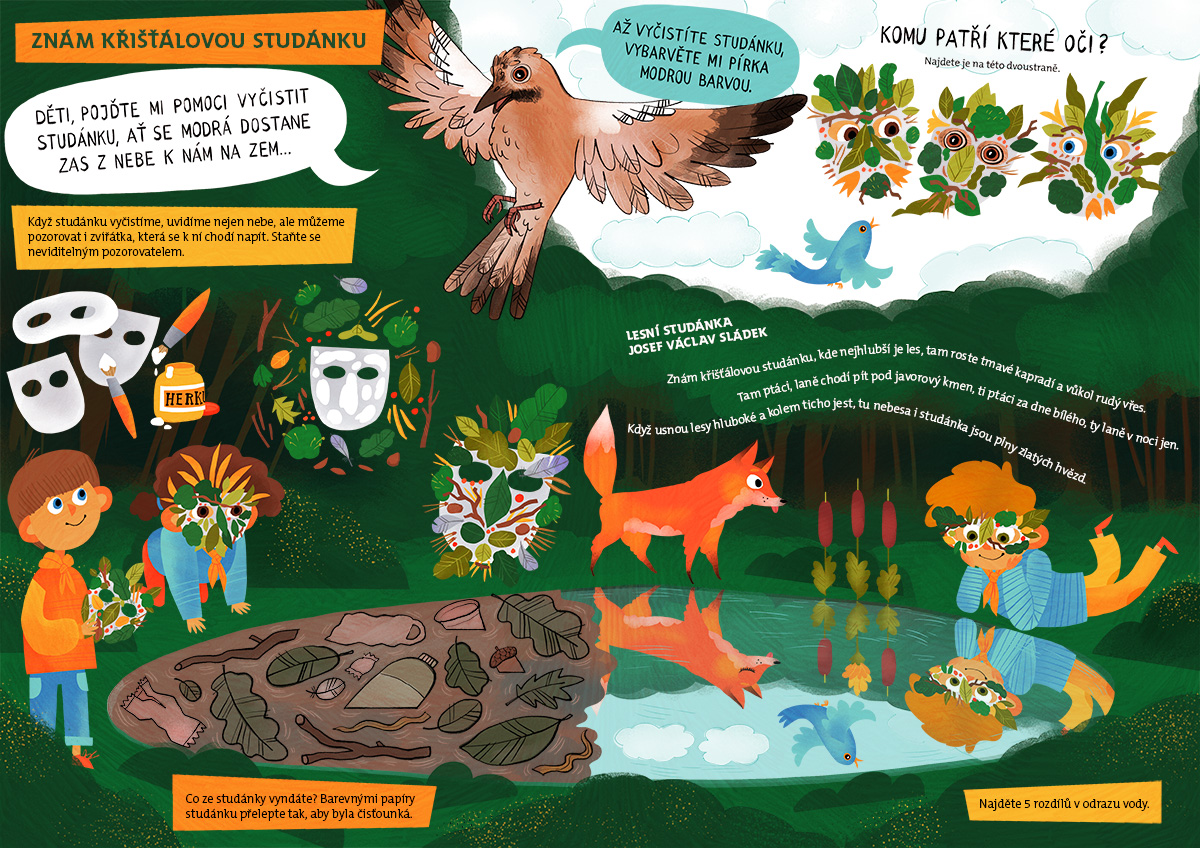 ZNÁM KŘIŠŤÁLOVOU STUDÁNKU
DĚTI, POJĎTE MI POMOCI VYČISTIT
STUDÁNKU, AŤ SE MODRÁ DOSTANE
ZAS Z NEBE K NÁM NA ZEM...
Když studánku vyčistíme, uvidíme nejen nebe, ale můžeme
pozorovat i zvířátka, která se k ní chodí napít. Staňte se
neviditelným pozorovatelem.
AŽ VYČISTÍTE STUDÁNKU,
VYBARVĚTE MI PÍRKA
MODROU BARVOU.
KOMU PATŘÍ KTERÉ OČI?
Najdete je na této dvoustraně.
HERKU
LESNÍ STUDÁNKA
JOSEF VÁCLAV SLÁDEK
Znám křišťálovou studánku, kde nejhlubší je les, tam roste tmavé kapradí a vůkol rudý vřes.
Tam ptáci, laně chodí pít pod javorový kmen, ti ptáci za dne bílého, ty laně v noci jen.
Když usnou lesy hluboké a kolem ticho jest, tu nebesa i studánka jsou plny zlatých hvězd.
Co ze studánky vyndáte? Barevnými papíry
studánku přelepte tak, aby byla čisťounká.
Najděte 5 rozdílů v odrazu vody.